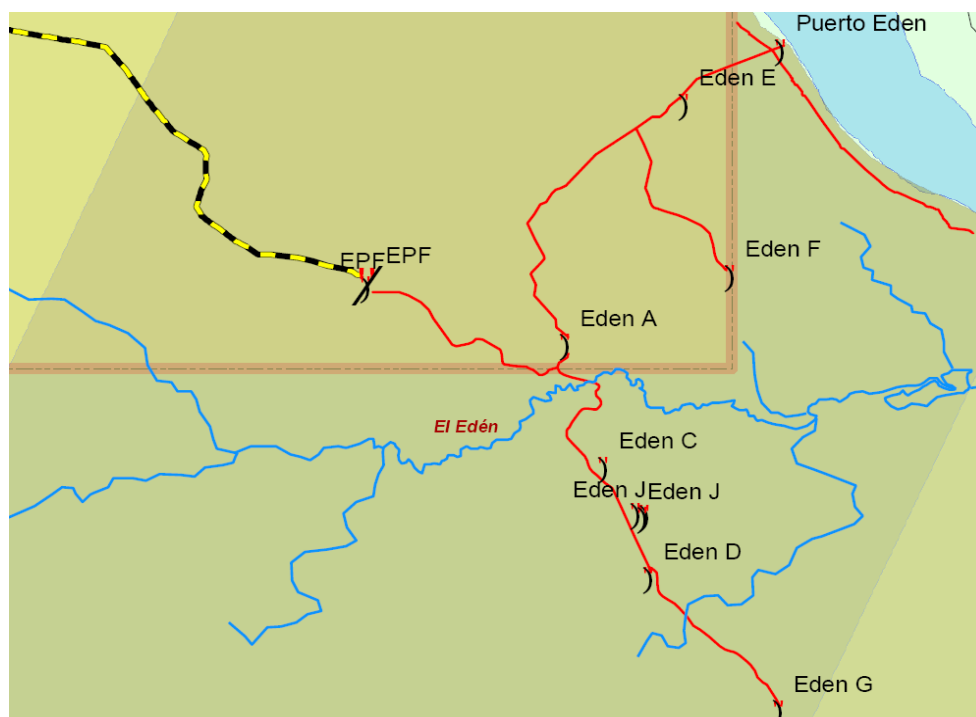 Puerto Eden
Eden E
EPF
EPF
Eden F
Eden A
El Edén
Eden C
Eden J
Eden J
Eden D
Eden G